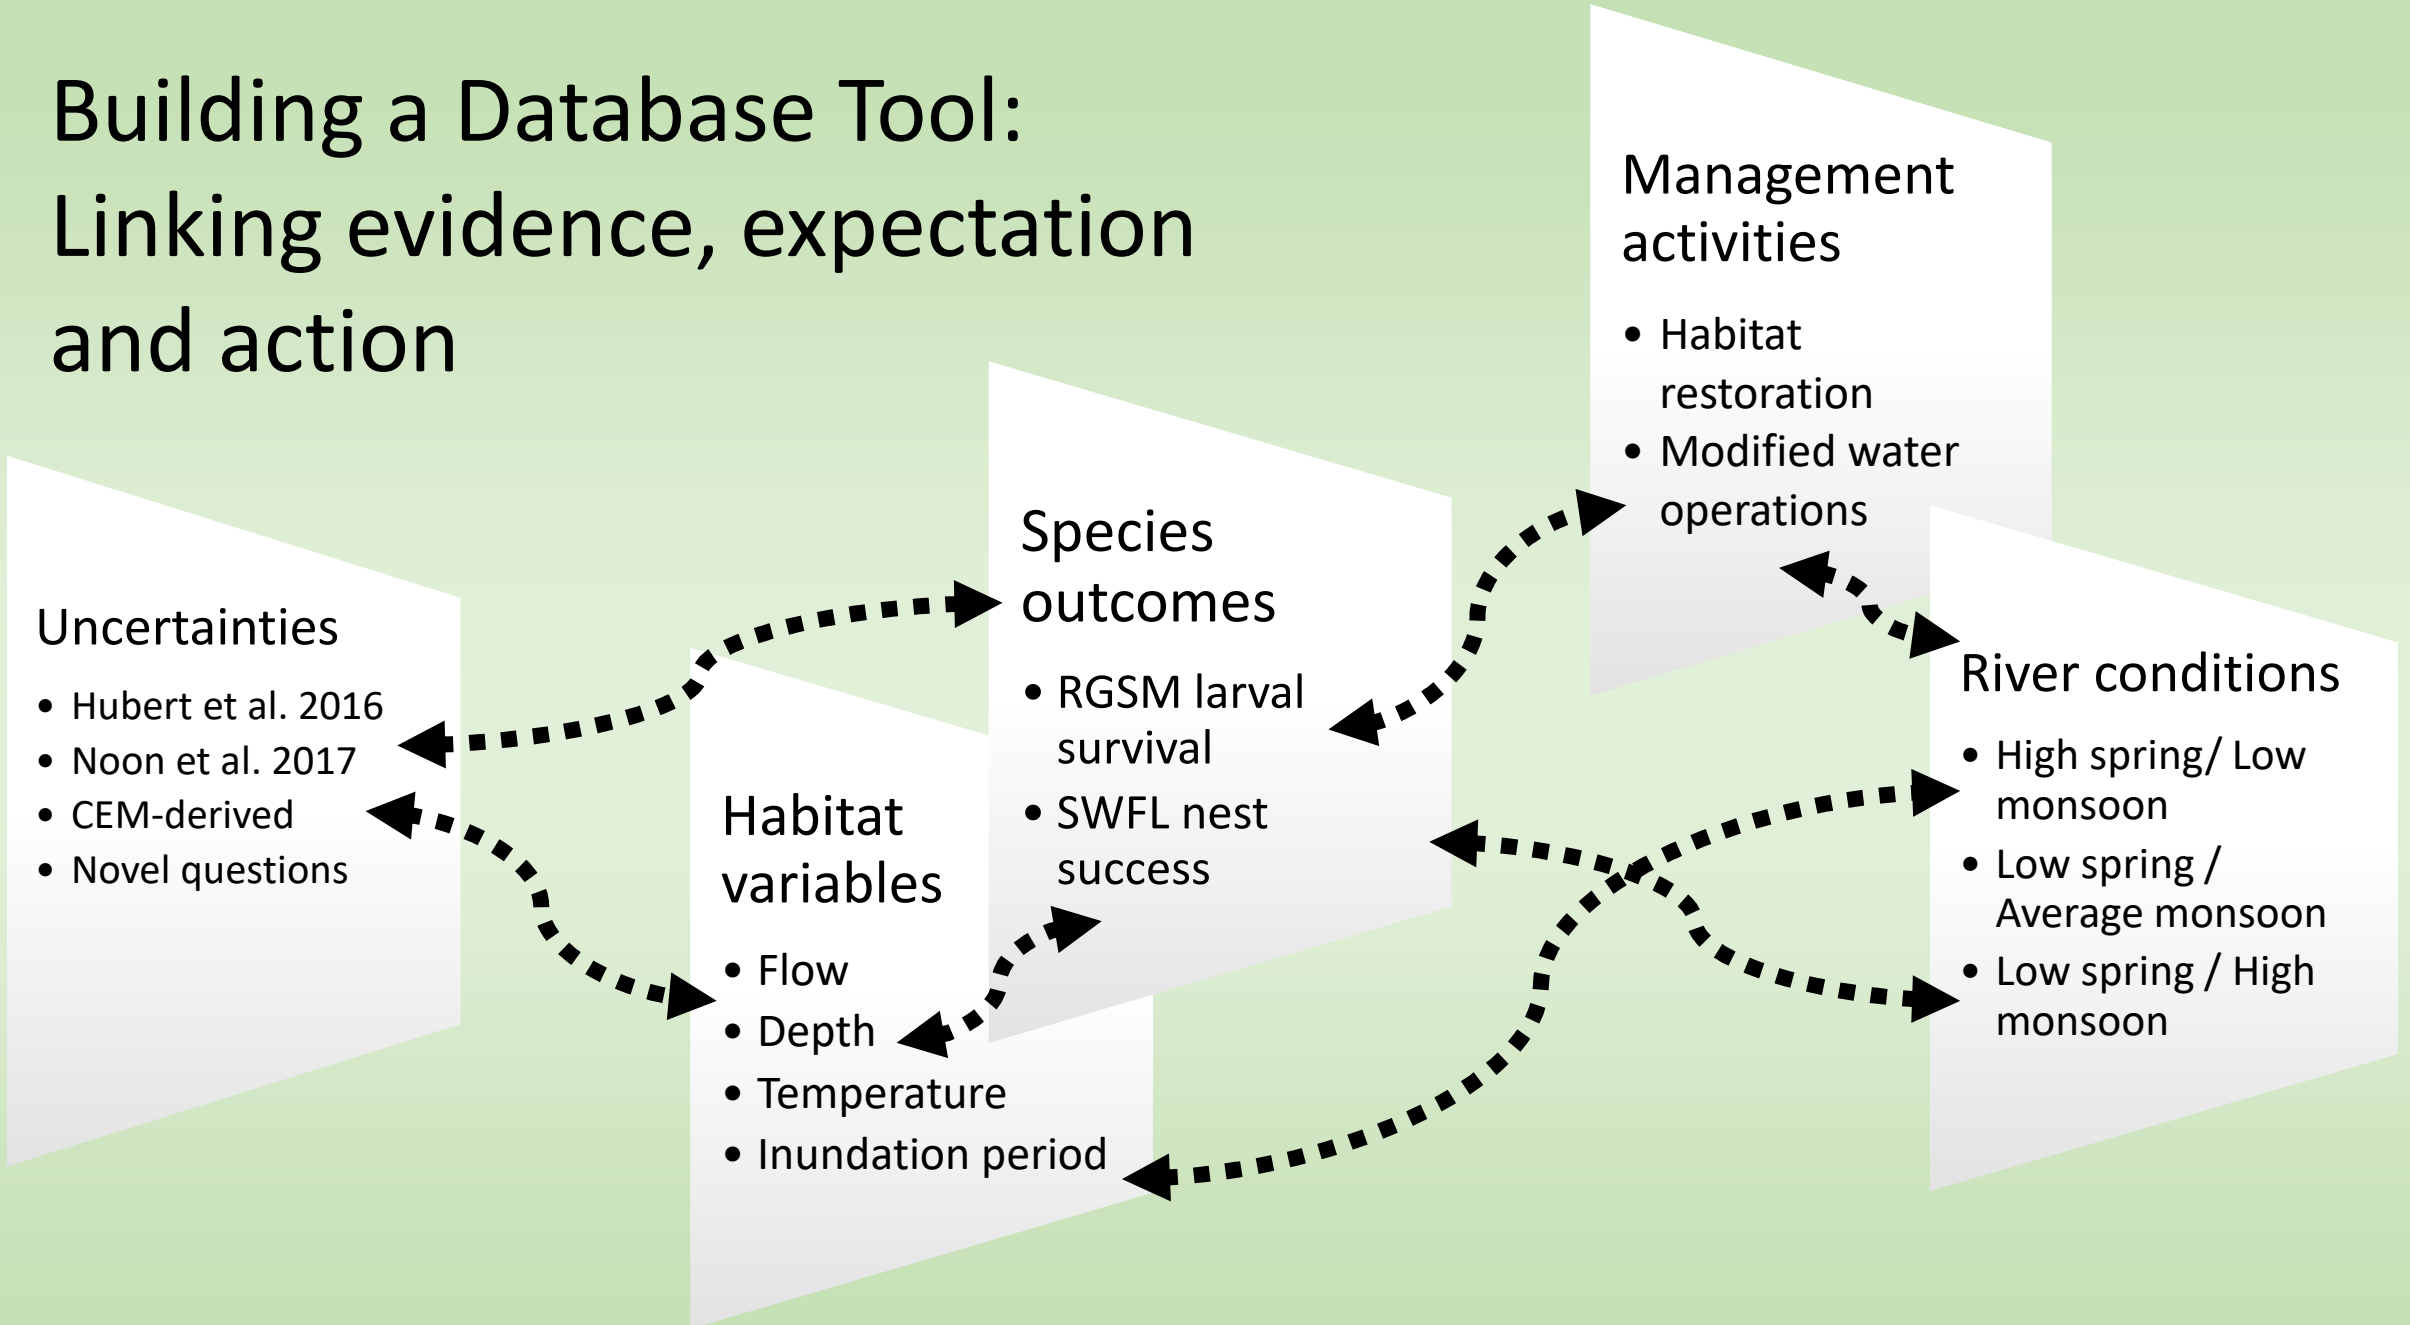 Building a Database Tool:
Linking evidence, expectation
and action
Uncertainties
• Hubert et al. 2016
• Noon et al. 2017
• CEM-derived
• Novel questions
Habitat
variables
• Flow
• Depth
• Temperature
• Inundation period
Species
outcomes
• RGSM larval
survival
• SWFL nest
success
Management
activities
• Habitat
restoration
• Modified water
operations
River conditions
• High spring/ Low
monsoon
• Low spring /
Average monsoon
• Low spring / High
monsoon